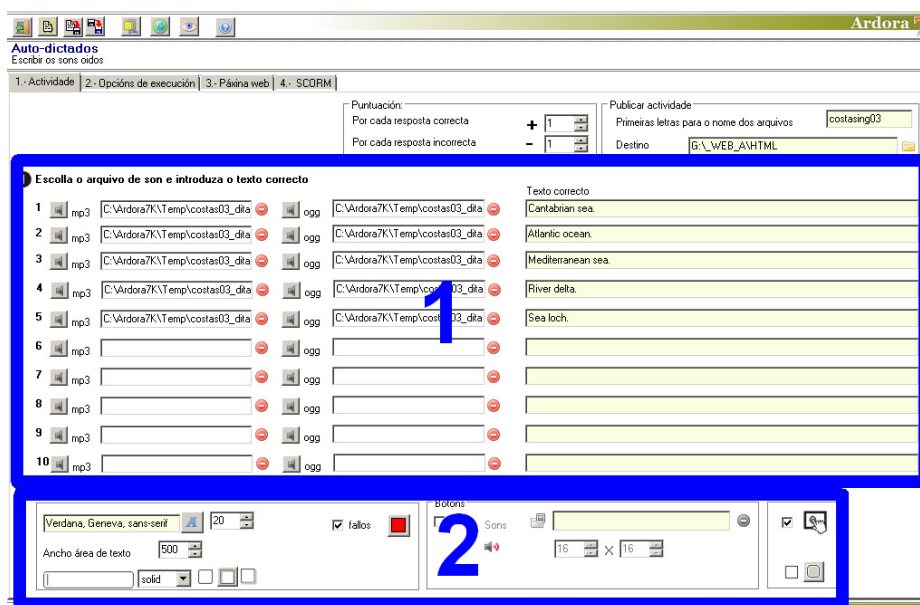 Ardora
Auto-dictados
Escribir os sons oidos
1.- Actividade 2.- Opcións de execución 3.- Páxina web 4.- SCORM
Puntuación:
Por cada resposta correcta + 1
Por cada resposta incorrecta - 1
Publicar actividade
Primeiras letras para o nome dos arquivos costasing03
Destino G:\_WEB_A\HTML
Escolla o arquivo de son e introduza o texto correcto
Texto correcto
1 mp3 C:\Ardora7K\Temp\costas03_dita ogg C:\Ardora7K\Temp\costas03_dita Cantabrian sea.
2 mp3 C:\Ardora7K\Temp\costas03_dita ogg C:\Ardora7K\Temp\costas03_dita Atlantic ocean.
3 mp3 C:\Ardora7K\Temp\costas03_dita ogg C:\Ardora7K\Temp\costas03_dita Mediterranean sea.
4 mp3 C:\Ardora7K\Temp\costas03_dita ogg C:\Ardora7K\Temp\costas03_dita River delta.
5 mp3 C:\Ardora7K\Temp\costas03_dita ogg C:\Ardora7K\Temp\costas03_dita Sea loch.
1
6 mp3 ogg
7 mp3 ogg
8 mp3 ogg
9 mp3 ogg
10 mp3 ogg
Verdana, Geneva, sans-serif A 20
fallos
Ancho área de texto 500
solid
Botons
Sons
16 x 16
2